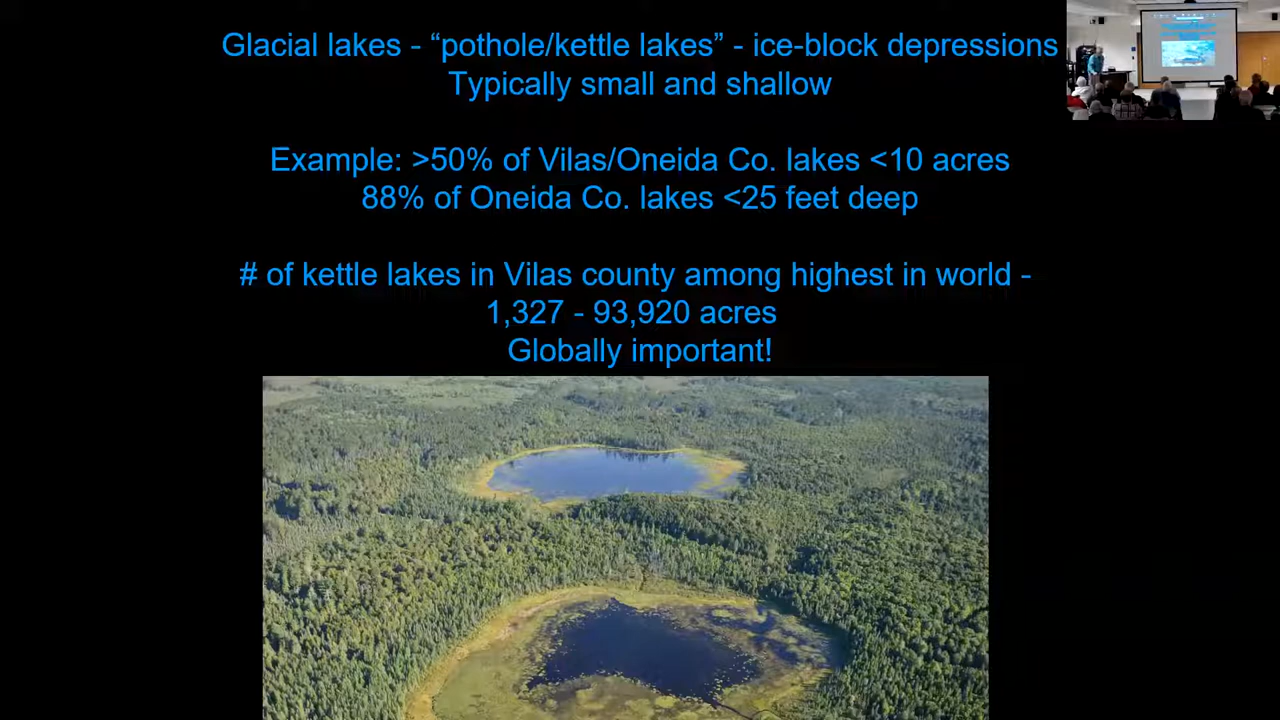 Glacial lakes - “pothole/kettle lakes” - ice-block depressions
Typically small and shallow
Example: >50% of Vilas/Oneida Co. lakes <10 acres
88% of Oneida Co. lakes <25 feet deep
# of kettle lakes in Vilas county among highest in world -
1,327 - 93,920 acres
Globally important!